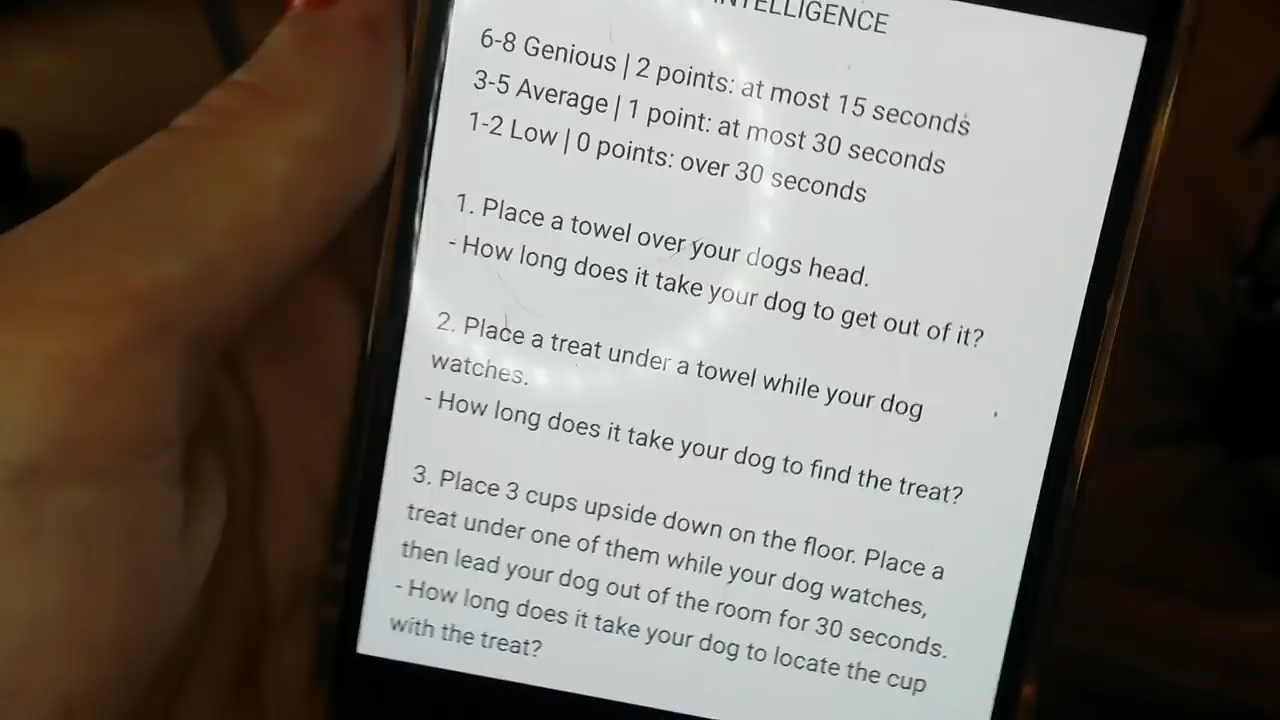 INTELLIGENCE
6-8 Genious | 2 points: at most 15 seconds
3-5 Average | 1 point: at most 30 seconds
1-2 Low | 0 points: over 30 seconds
1. Place a towel over your dogs head.
- How long does it take your dog to get out of it?
2. Place a treat under a towel while your dog
watches.
- How long does it take your dog to find the treat?
3. Place 3 cups upside down on the floor. Place a
treat under one of them while your dog watches,
then lead your dog out of the room for 30 seconds.
- How long does it take your dog to locate the cup
with the treat?